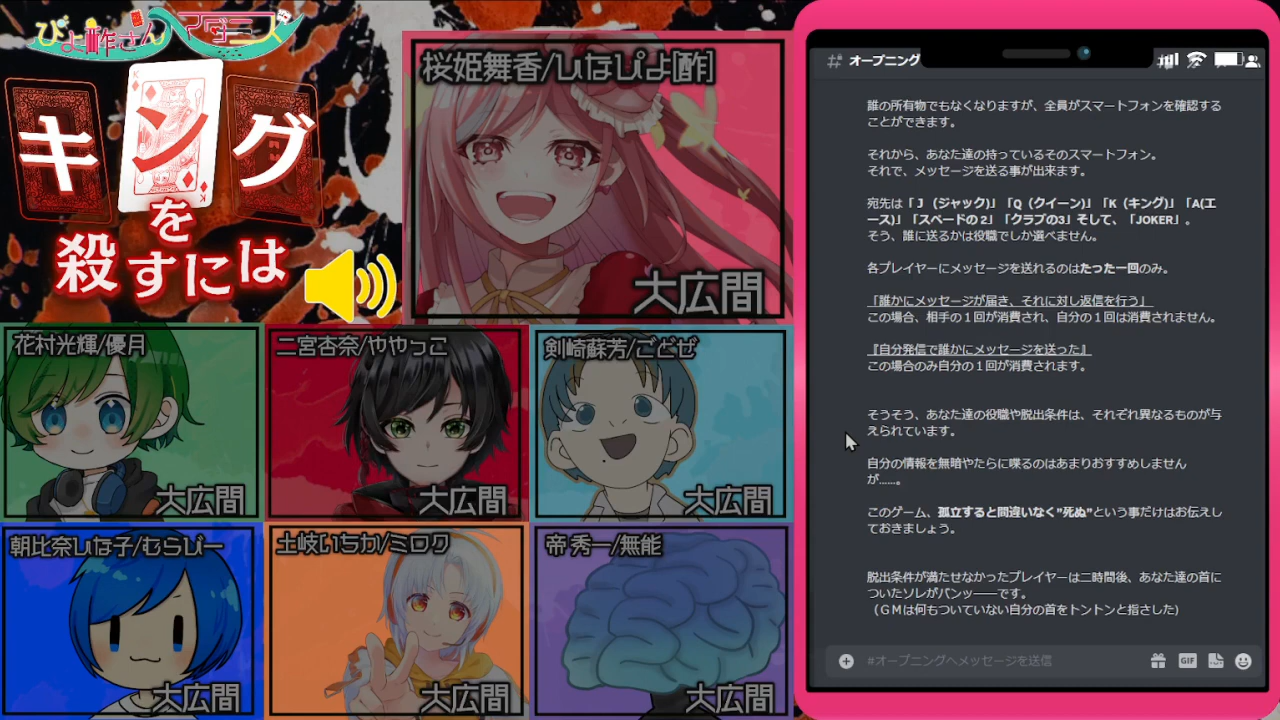 ぴよ酢さんマダミス
キング
を
殺すには
桜姫舞香/ひなぴよ[酢]
大広間
花村光輝/優月
大広間
二宮杏奈/ややっこ
大広間
剣崎蘇芳/ごどぜ
大広間
朝比奈ひな子/むらびー
大広間
土岐いちか/ミロク
大広間
帝 秀一/無能
大広間
# オープニング
誰の所有物でもなくなりますが、全員がスマートフォンを確認する
ことができます。
それから、あなた達の持っているそのスマートフォン。
それで、メッセージを送る事が出来ます。
宛先は「J （ジャック)」「Q（クイーン)」「K（キング)」「A(エ
ース)」「スペードの２」「クラブの3」そして、「JOKER」。
そう、誰に送るかは役職でしか選べません。
各プレイヤーにメッセージを送れるのはたった一回のみ。
「誰かにメッセージが届き、それに対し返信を行う」
この場合、相手の１回が消費され、自分の１回は消費されません。
『自分発信で誰かにメッセージを送った』
この場合のみ自分の１回が消費されます。
そうそう、あなた達の役職や脱出条件は、それぞれ異なるものが与
えられています。
自分の情報を無暗やたらに喋るのはあまりおすすめしません
が……。
このゲーム、孤立すると間違いなく"死ぬ"という事だけはお伝えし
ておきましょう。
脱出条件が満たせなかったプレイヤーは二時間後、あなた達の首に
ついたソレがバンッ――です。
（ＧＭは何もついていない自分の首をトントンと指さした)
#オープニングへメッセージを送信
GIF